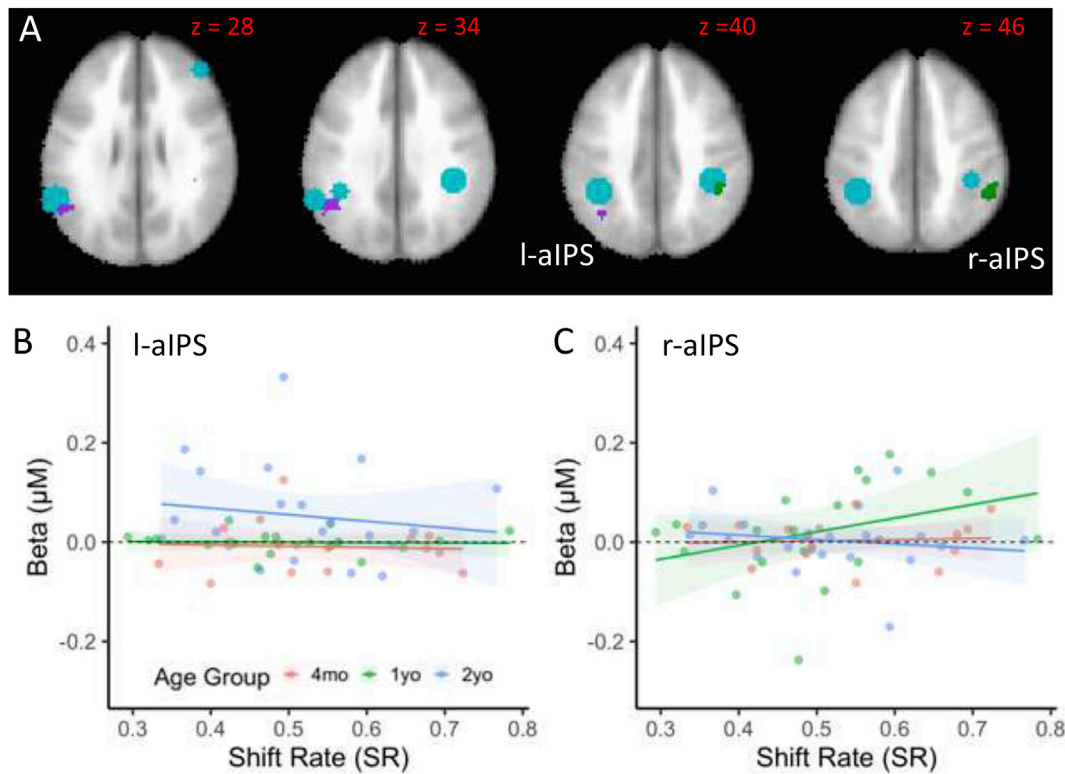 A
z = 28
z = 34
z =40
z = 46
l-aIPS
r-aIPS
B
l-aIPS
0.4
0.2
0.0
-0.2
Beta (μM)
Age Group 4mo 1yo 2yo
0.3 0.4 0.5 0.6 0.7 0.8
Shift Rate (SR)
C
r-aIPS
0.4
0.2
0.0
-0.2
Beta (μM)
0.3 0.4 0.5 0.6 0.7 0.8
Shift Rate (SR)